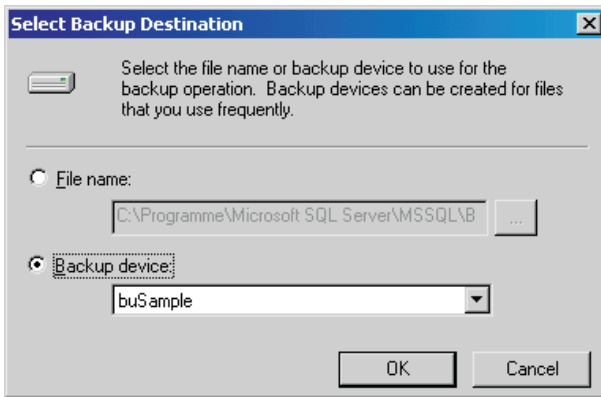 Select Backup Destination
Select the file name or backup device to use for the
backup operation. Backup devices can be created for files
that you use frequently.
File name:
C:\Programme\Microsoft SQL Server\MSSQL\B
...
Backup device:
buSample
OK
Cancel